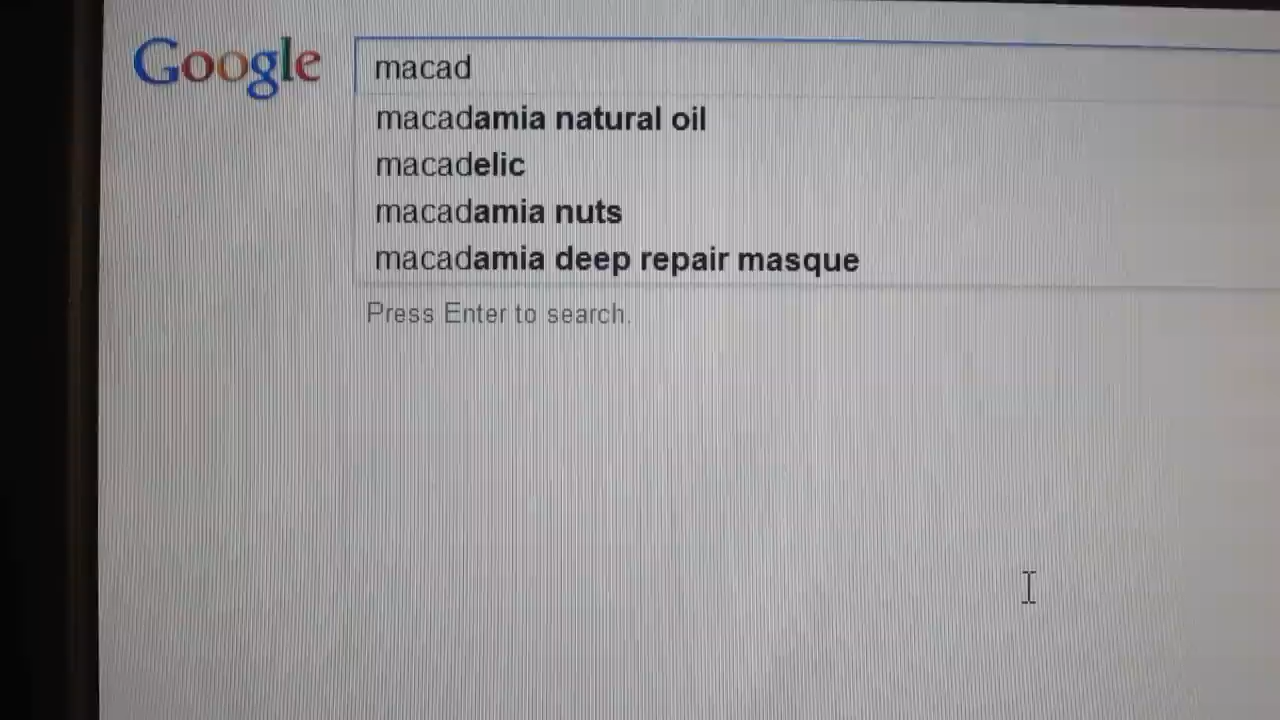 Google macad
macadamia natural oil
macadelic
macadamia nuts
macadamia deep repair masque
Press Enter to search.